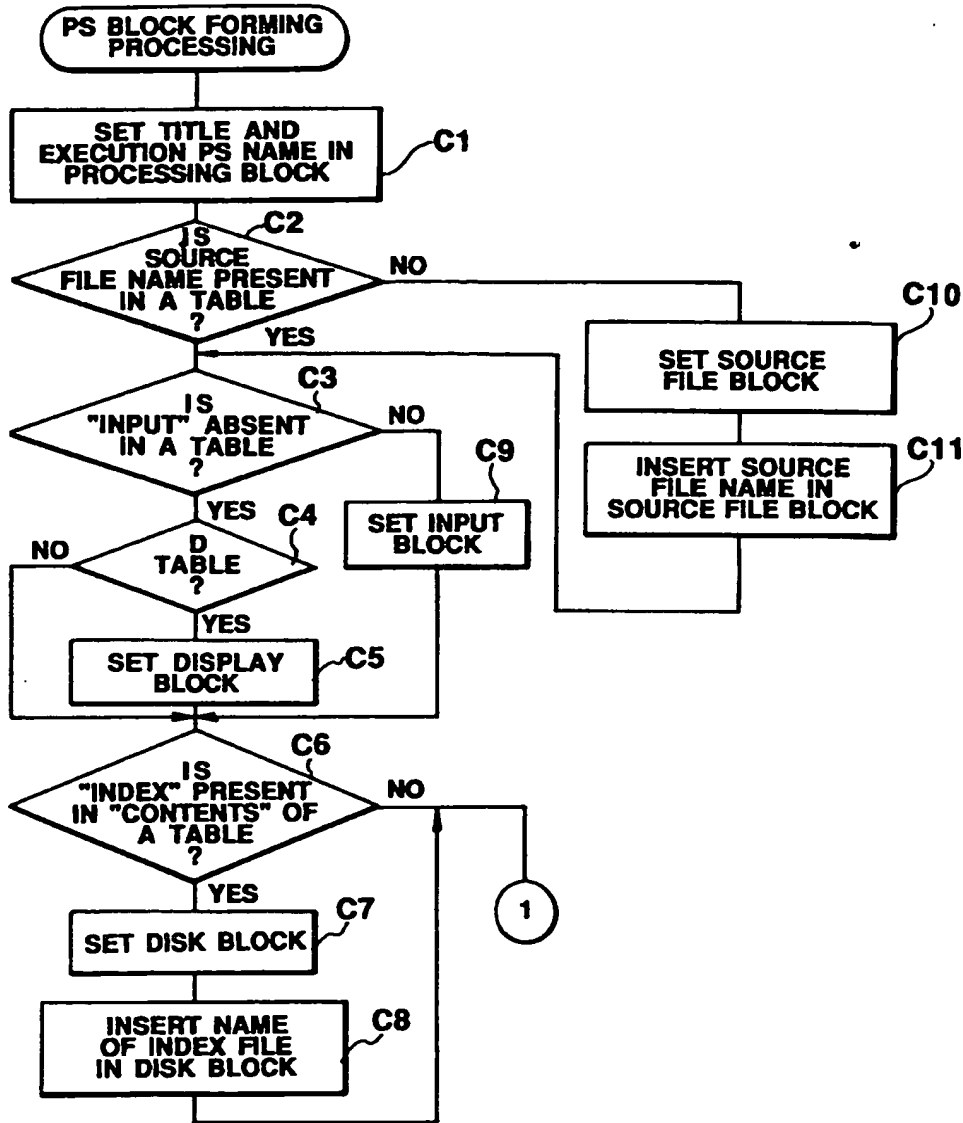 PS BLOCK FORMING
PROCESSING
SET TITLE AND
EXECUTION PS NAME IN
PROCESSING BLOCK
C1
C2
IS
SOURCE
FILE NAME PRESENT
IN A TABLE
?
NO
YES
C10
SET SOURCE
FILE BLOCK
C11
INSERT SOURCE
FILE NAME IN
SOURCE FILE BLOCK
C3
IS
"INPUT" ABSENT
IN A TABLE
?
NO
YES
C9
SET INPUT
BLOCK
C4
D
TABLE
?
NO
YES
C5
SET DISPLAY
BLOCK
C6
IS
"INDEX" PRESENT
IN "CONTENTS" OF
A TABLE
?
NO
YES
1
C7
SET DISK BLOCK
C8
INSERT NAME
OF INDEX FILE
IN DISK BLOCK